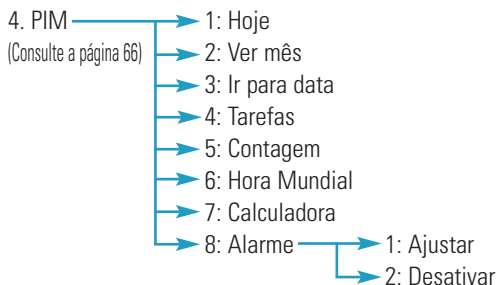 4. PIM
(Consulte a página 66)
1: Hoje
2: Ver mês
3: Ir para data
4: Tarefas
5: Contagem
6: Hora Mundial
7: Calculadora
8: Alarme
1: Ajustar
2: Desativar